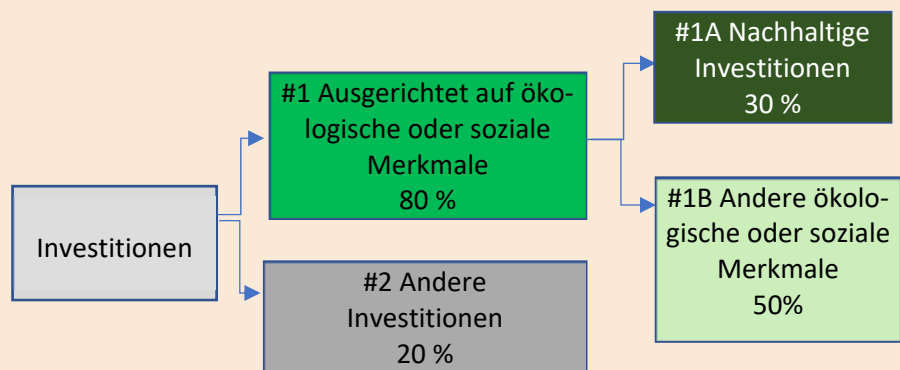 Investitionen
#1 Ausgerichtet auf öko-
logische oder soziale
Merkmale
80 %
#2 Andere
Investitionen
20 %
#1A Nachhaltige
Investitionen
30 %
#1B Andere ökolo-
gische oder soziale
Merkmale
50%